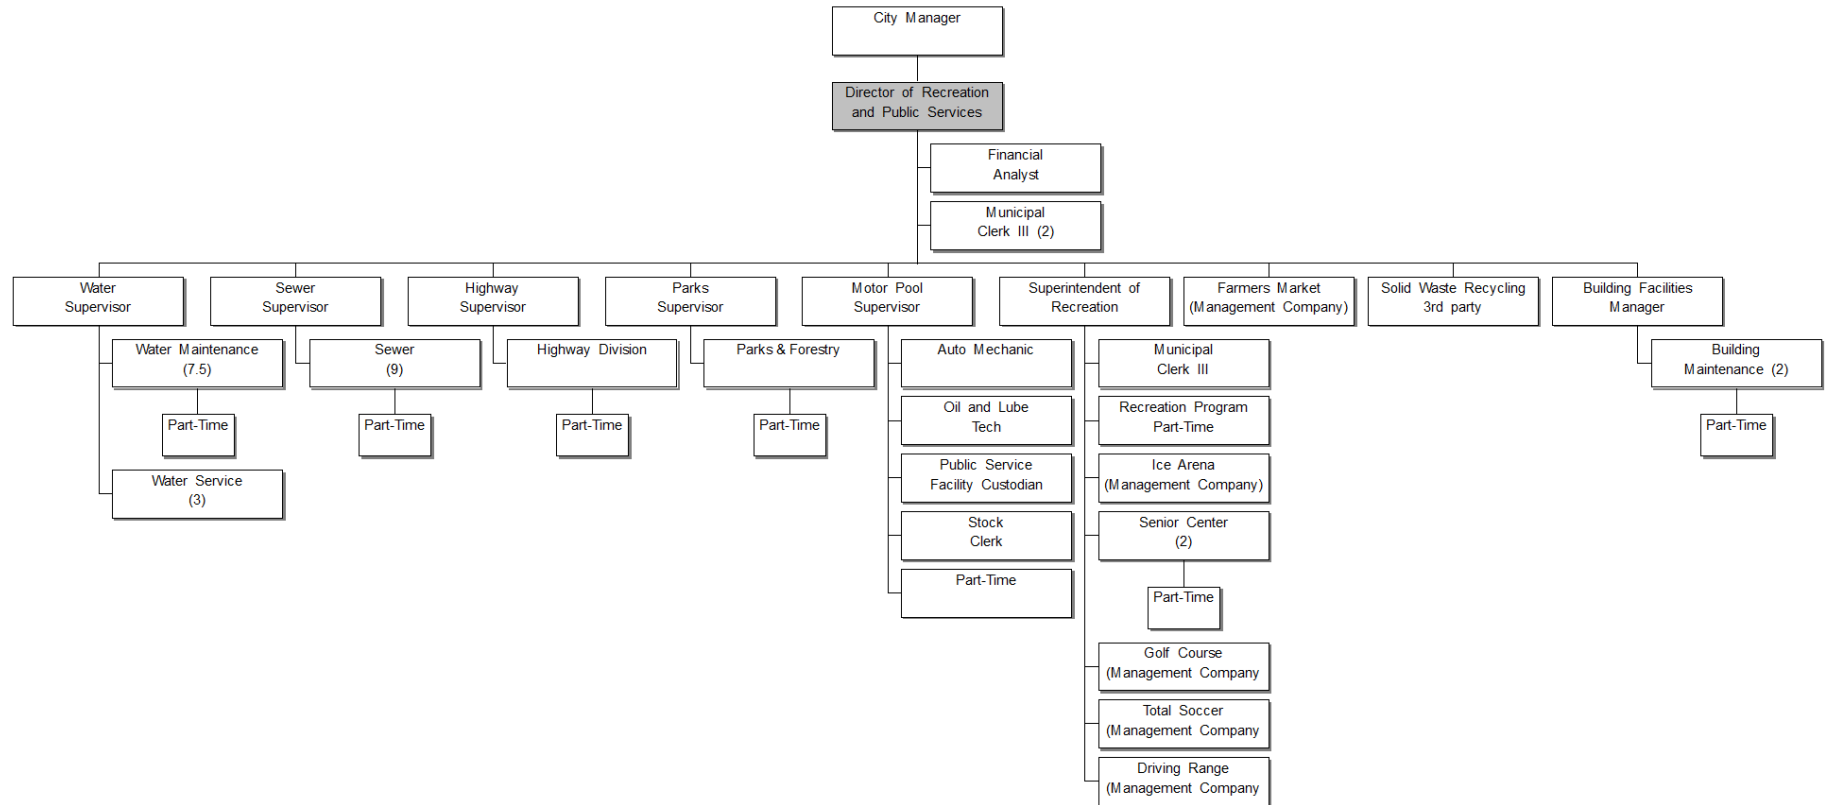 City Manager
Director of Recreation
and Public Services
Financial
Analyst
Municipal
Clerk III (2)
Water
Supervisor
Sewer
Supervisor
Highway
Supervisor
Parks
Supervisor
Motor Pool
Supervisor
Superintendent of
Recreation
Farmers Market
(Management Company)
Solid Waste Recycling
3rd party
Building Facilities
Manager
Water Maintenance
(7.5)
Part-Time
Water Service
(3)
Sewer
(9)
Part-Time
Highway Division
Part-Time
Parks & Forestry
Part-Time
Auto Mechanic
Oil and Lube
Tech
Public Service
Facility Custodian
Stock
Clerk
Part-Time
Municipal
Clerk III
Recreation Program
Part-Time
Ice Arena
(Management Company)
Senior Center
(2)
Part-Time
Golf Course
(Management Company
Total Soccer
(Management Company
Driving Range
(Management Company
Building
Maintenance (2)
Part-Time